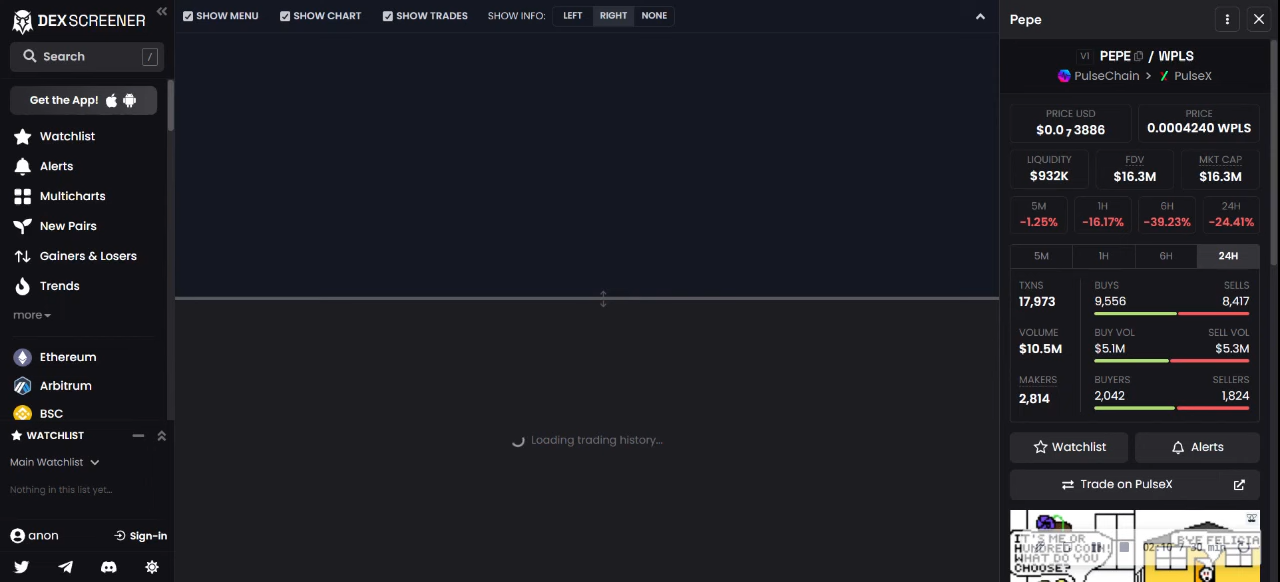 DEX SCREENER
SHOW MENU
SHOW CHART
SHOW TRADES
SHOW INFO:
LEFT
RIGHT
NONE
Search
/
Get the App!
Watchlist
Alerts
Multicharts
New Pairs
Gainers & Losers
Trends
more
Ethereum
Arbitrum
BSC
WATCHLIST
Main Watchlist
Nothing in this list yet...
anon
Sign-in
Loading trading history...
Pepe
V1 PEPE / WPLS
PulseChain > PulseX
PRICE USD
$0.0₇3886
PRICE
0.0004240 WPLS
LIQUIDITY
$932K
FDV
$16.3M
MKT CAP
$16.3M
5M
-1.25%
1H
-16.17%
6H
-39.23%
24H
-24.41%
5M
1H
6H
24H
TXNS
17,973
BUYS
9,556
SELLS
8,417
VOLUME
$10.5M
BUY VOL
$5.1M
SELL VOL
$5.3M
MAKERS
2,814
BUYERS
2,042
SELLERS
1,824
Watchlist
Alerts
Trade on PulseX
IT'S ME OR
HUNDRED COIN!
WHAT DO YOU
CHOOSE?
BYE FELICIA
02:10 / 30 min